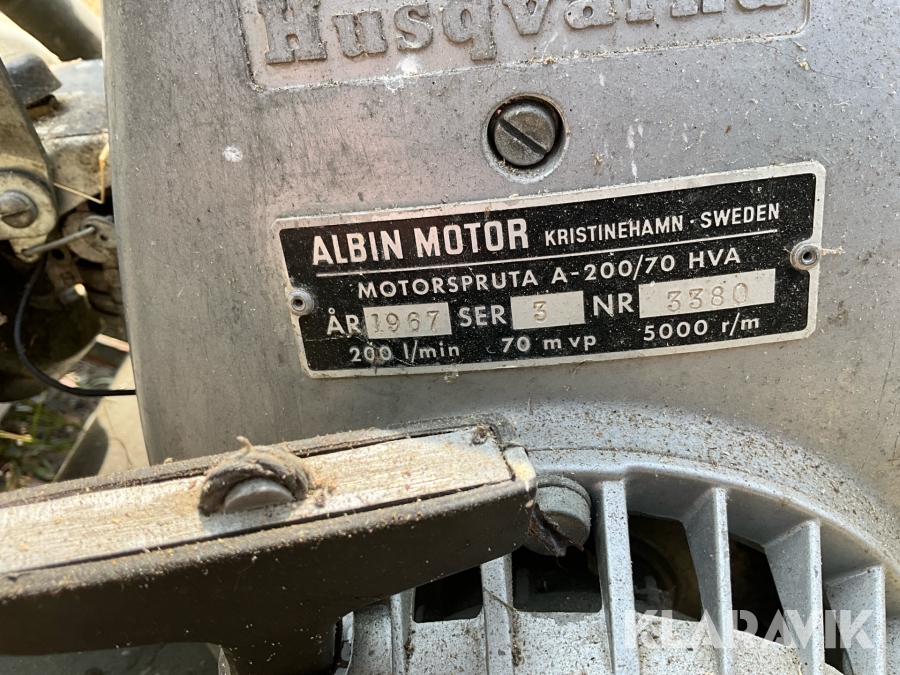 Husqvarna
ALBIN MOTOR KRISTINEHAMN · SWEDEN
MOTORSPRUTA A-200/70 HVA
ÅR 1967 SER 3 NR 3380
200 l/min 70 m vp 5000 r/m
KLARAVIK